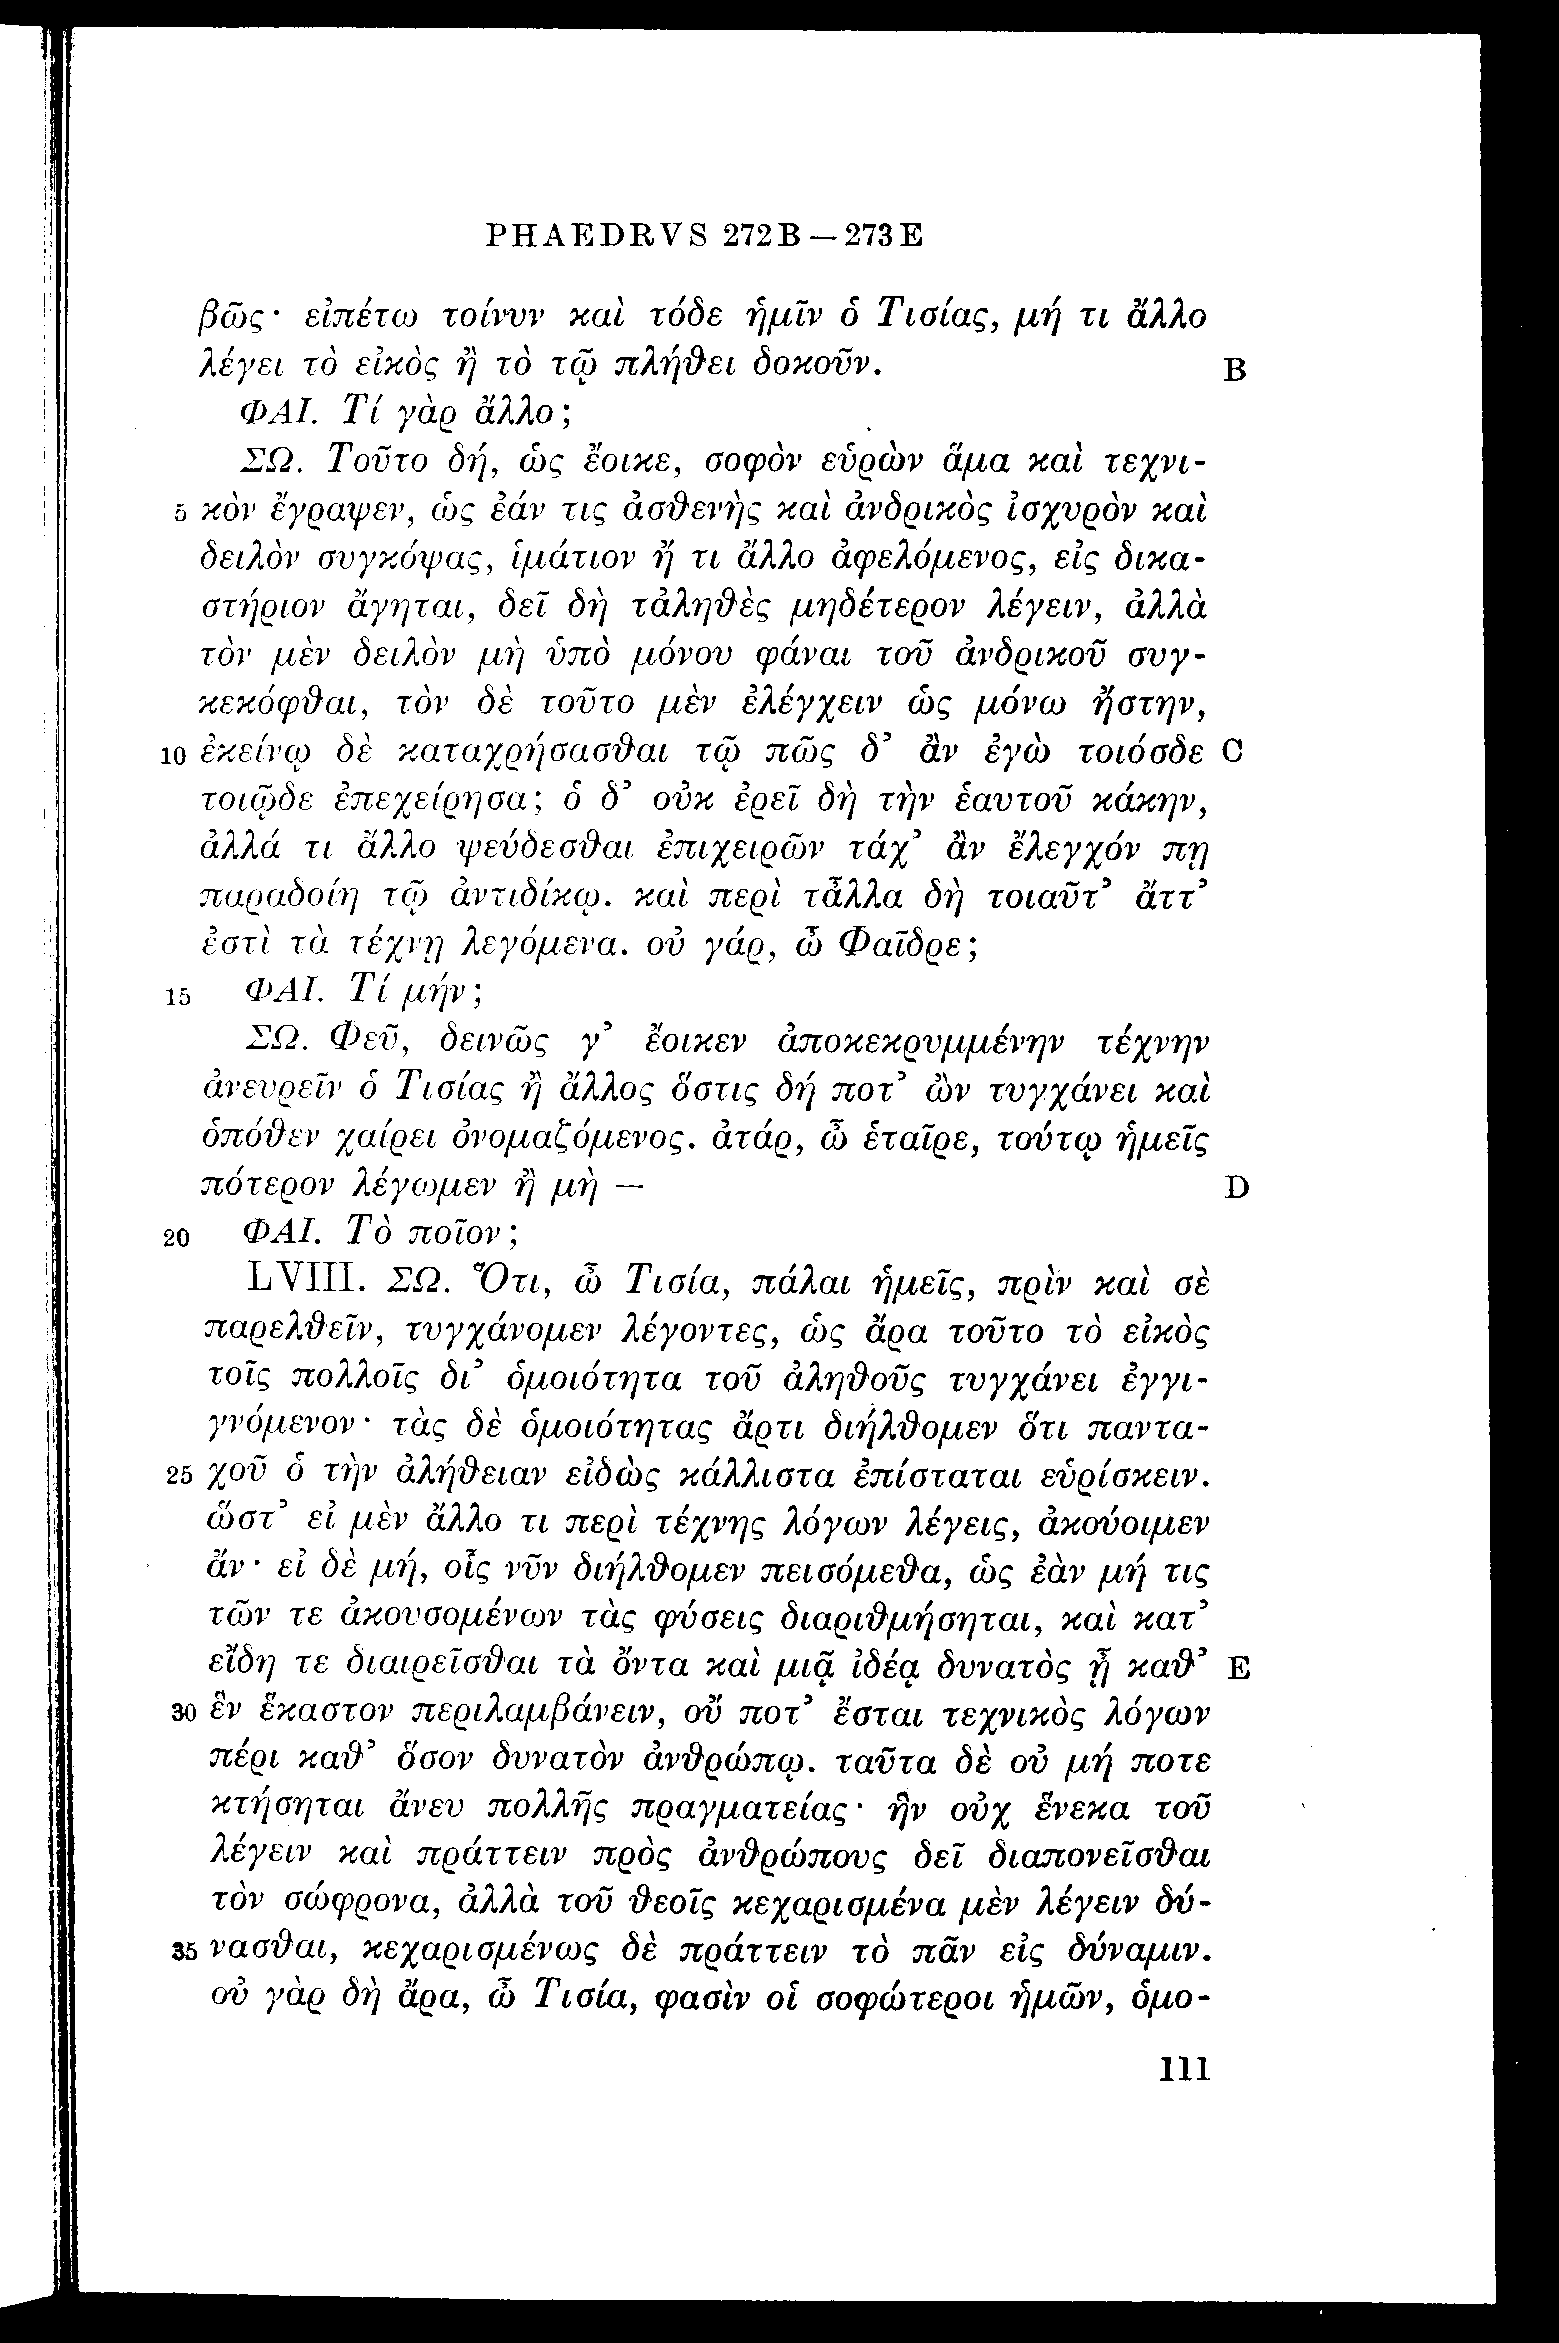 PHAEDRVS 272B — 273E
βῶς· εἰπέτω τοίνυν καὶ τόδε ἡμῖν ὁ Τισίας, μή τι ἄλλο
λέγει τὸ εἰκὸς ἢ τὸ τῷ πλήθει δοκοῦν. B
ΦΑΙ. Τί γὰρ ἄλλο;
ΣΩ. Τοῦτο δή, ὡς ἔοικε, σοφὸν εὑρὼν ἅμα καὶ τεχνι-
5 κὸν ἔγραψεν, ὡς ἐάν τις ἀσθενὴς καὶ ἀνδρικὸς ἰσχυρὸν καὶ
δειλὸν συγκόψας, ἱμάτιον ἤ τι ἄλλο ἀφελόμενος, εἰς δικα-
στήριον ἄγηται, δεῖ δὴ τἀληθὲς μηδέτερον λέγειν, ἀλλὰ
τὸν μὲν δειλὸν μὴ ὑπὸ μόνου φάναι τοῦ ἀνδρικοῦ συγ-
κεκόφθαι, τὸν δὲ τοῦτο μὲν ἐλέγχειν ὡς μόνω ἤστην,
10 ἐκείνῳ δὲ καταχρήσασθαι τῷ πῶς δ’ ἂν ἐγὼ τοιόσδε C
τοιῷδε ἐπεχείρησα; ὁ δ’ οὐκ ἐρεῖ δὴ τὴν ἑαυτοῦ κάκην,
ἀλλά τι ἄλλο ψεύδεσθαι ἐπιχειρῶν τάχ’ ἂν ἔλεγχόν πῃ
παραδοίη τῷ ἀντιδίκῳ. καὶ περὶ τἆλλα δὴ τοιαῦτ’ ἄττ’
ἐστὶ τὰ τέχνῃ λεγόμενα. οὐ γάρ, ὦ Φαῖδρε;
15 ΦΑΙ. Τί μήν;
ΣΩ. Φεῦ, δεινῶς γ’ ἔοικεν ἀποκεκρυμμένην τέχνην
ἀνευρεῖν ὁ Τισίας ἢ ἄλλος ὅστις δή ποτ’ ὢν τυγχάνει καὶ
ὁπόθεν χαίρει ὀνομαζόμενος. ἀτάρ, ὦ ἑταῖρε, τούτῳ ἡμεῖς
πότερον λέγωμεν ἢ μὴ — D
20 ΦΑΙ. Τὸ ποῖον;
LVIII. ΣΩ. Ὅτι, ὦ Τισία, πάλαι ἡμεῖς, πρὶν καὶ σὲ
παρελθεῖν, τυγχάνομεν λέγοντες, ὡς ἄρα τοῦτο τὸ εἰκὸς
τοῖς πολλοῖς δι’ ὁμοιότητα τοῦ ἀληθοῦς τυγχάνει ἐγγι-
γνόμενον· τὰς δὲ ὁμοιότητας ἄρτι διήλθομεν ὅτι παντα-
25 χοῦ ὁ τὴν ἀλήθειαν εἰδὼς κάλλιστα ἐπίσταται εὑρίσκειν.
ὥστ’ εἰ μὲν ἄλλο τι περὶ τέχνης λόγων λέγεις, ἀκούοιμεν
ἄν· εἰ δὲ μή, οἷς νῦν διήλθομεν πεισόμεθα, ὡς ἐὰν μή τις
τῶν τε ἀκουσομένων τὰς φύσεις διαριθμήσηται, καὶ κατ’
εἴδη τε διαιρεῖσθαι τὰ ὄντα καὶ μιᾷ ἰδέᾳ δυνατὸς ᾖ καθ’ E
30 ἓν ἕκαστον περιλαμβάνειν, οὔ ποτ’ ἔσται τεχνικὸς λόγων
πέρι καθ’ ὅσον δυνατὸν ἀνθρώπῳ. ταῦτα δὲ οὐ μή ποτε
κτήσηται ἄνευ πολλῆς πραγματείας· ἣν οὐχ ἕνεκα τοῦ
λέγειν καὶ πράττειν πρὸς ἀνθρώπους δεῖ διαπονεῖσθαι
τὸν σώφρονα, ἀλλὰ τοῦ θεοῖς κεχαρισμένα μὲν λέγειν δύ-
35 νασθαι, κεχαρισμένως δὲ πράττειν τὸ πᾶν εἰς δύναμιν.
οὐ γὰρ δὴ ἄρα, ὦ Τισία, φασὶν οἱ σοφώτεροι ἡμῶν, ὁμο-
111